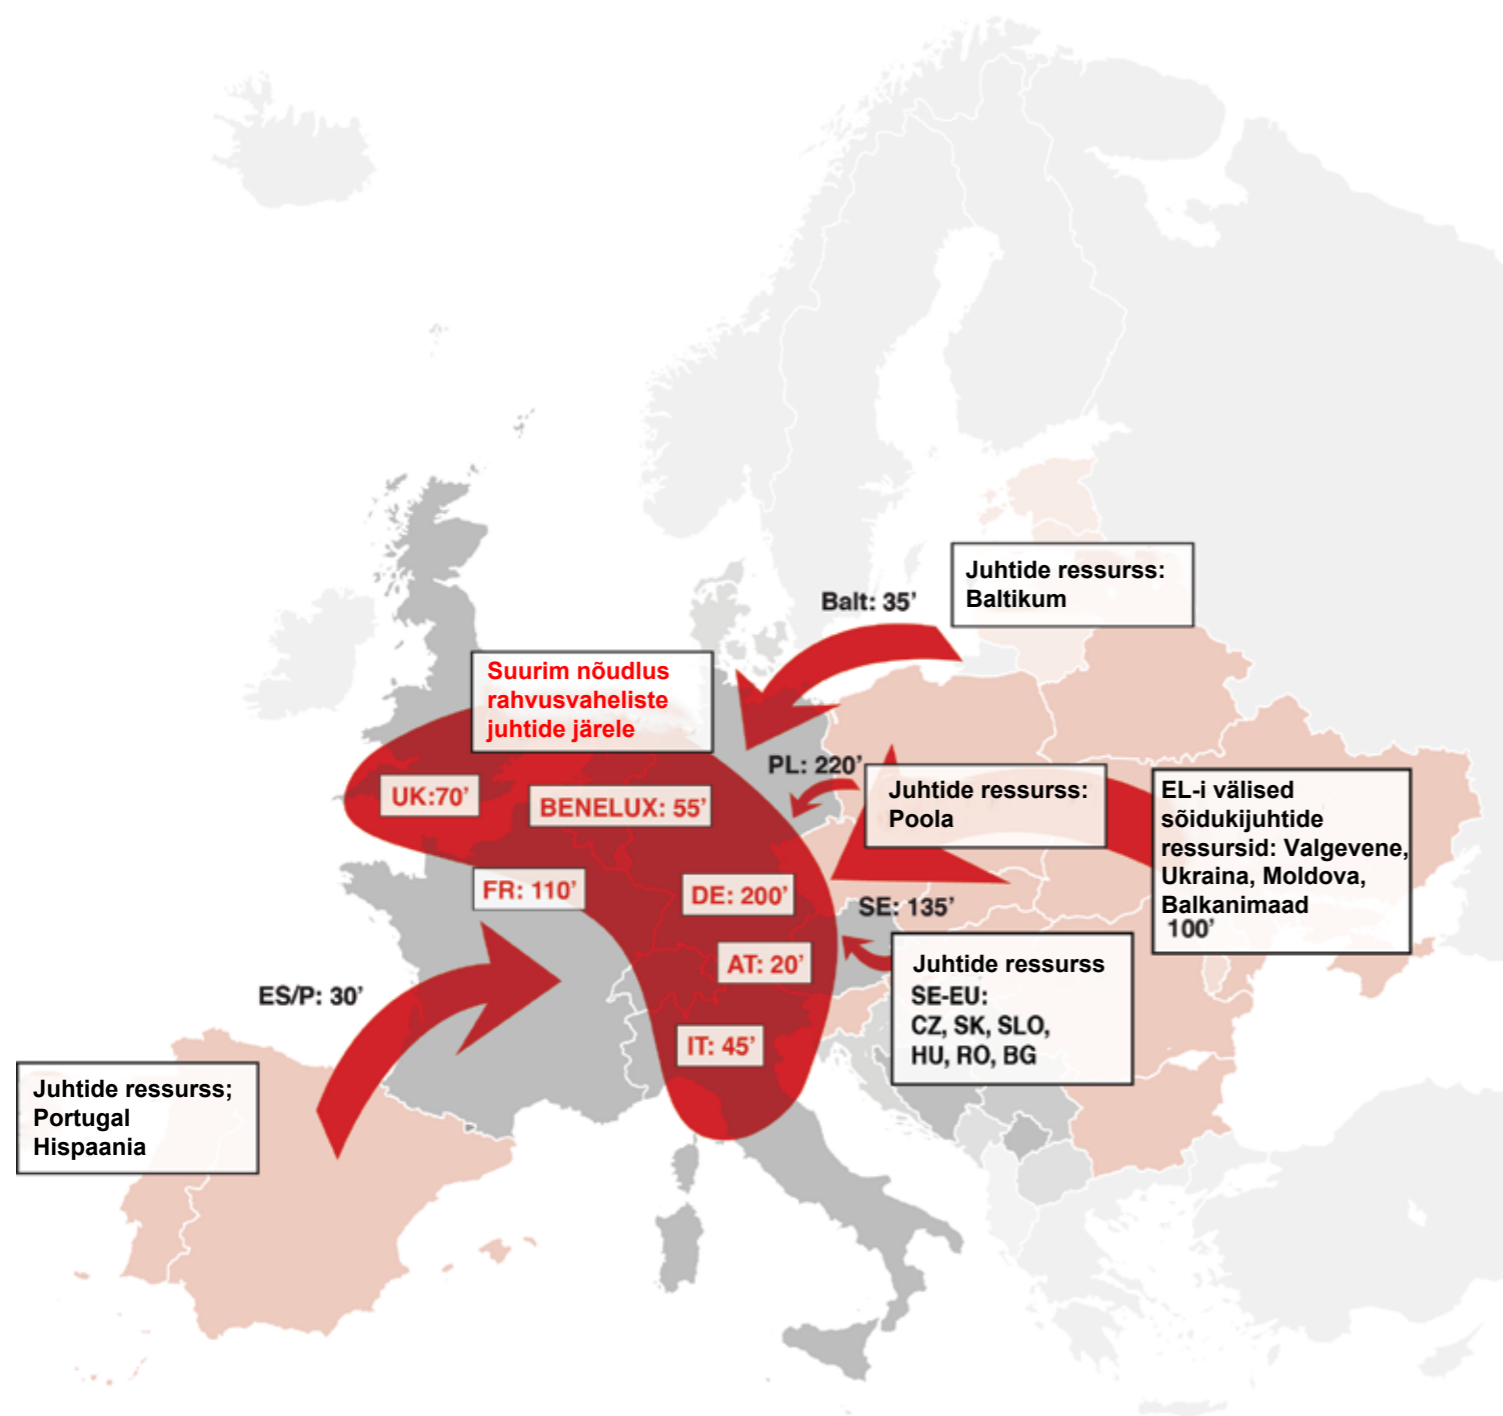 Juhtide ressurss:
Baltikum
Balt: 35’
Suurim nõudlus
rahvusvaheliste
juhtide järele
PL: 220’
Juhtide ressurss:
Poola
EL-i välised
sõidukijuhtide
ressursid: Valgevene,
Ukraina, Moldova,
Balkanimaad
100’
UK:70’
BENELUX: 55’
FR: 110’
DE: 200’
SE: 135’
AT: 20’
Juhtide ressurss
SE-EU:
CZ, SK, SLO,
HU, RO, BG
ES/P: 30’
IT: 45’
Juhtide ressurss;
Portugal
Hispaania